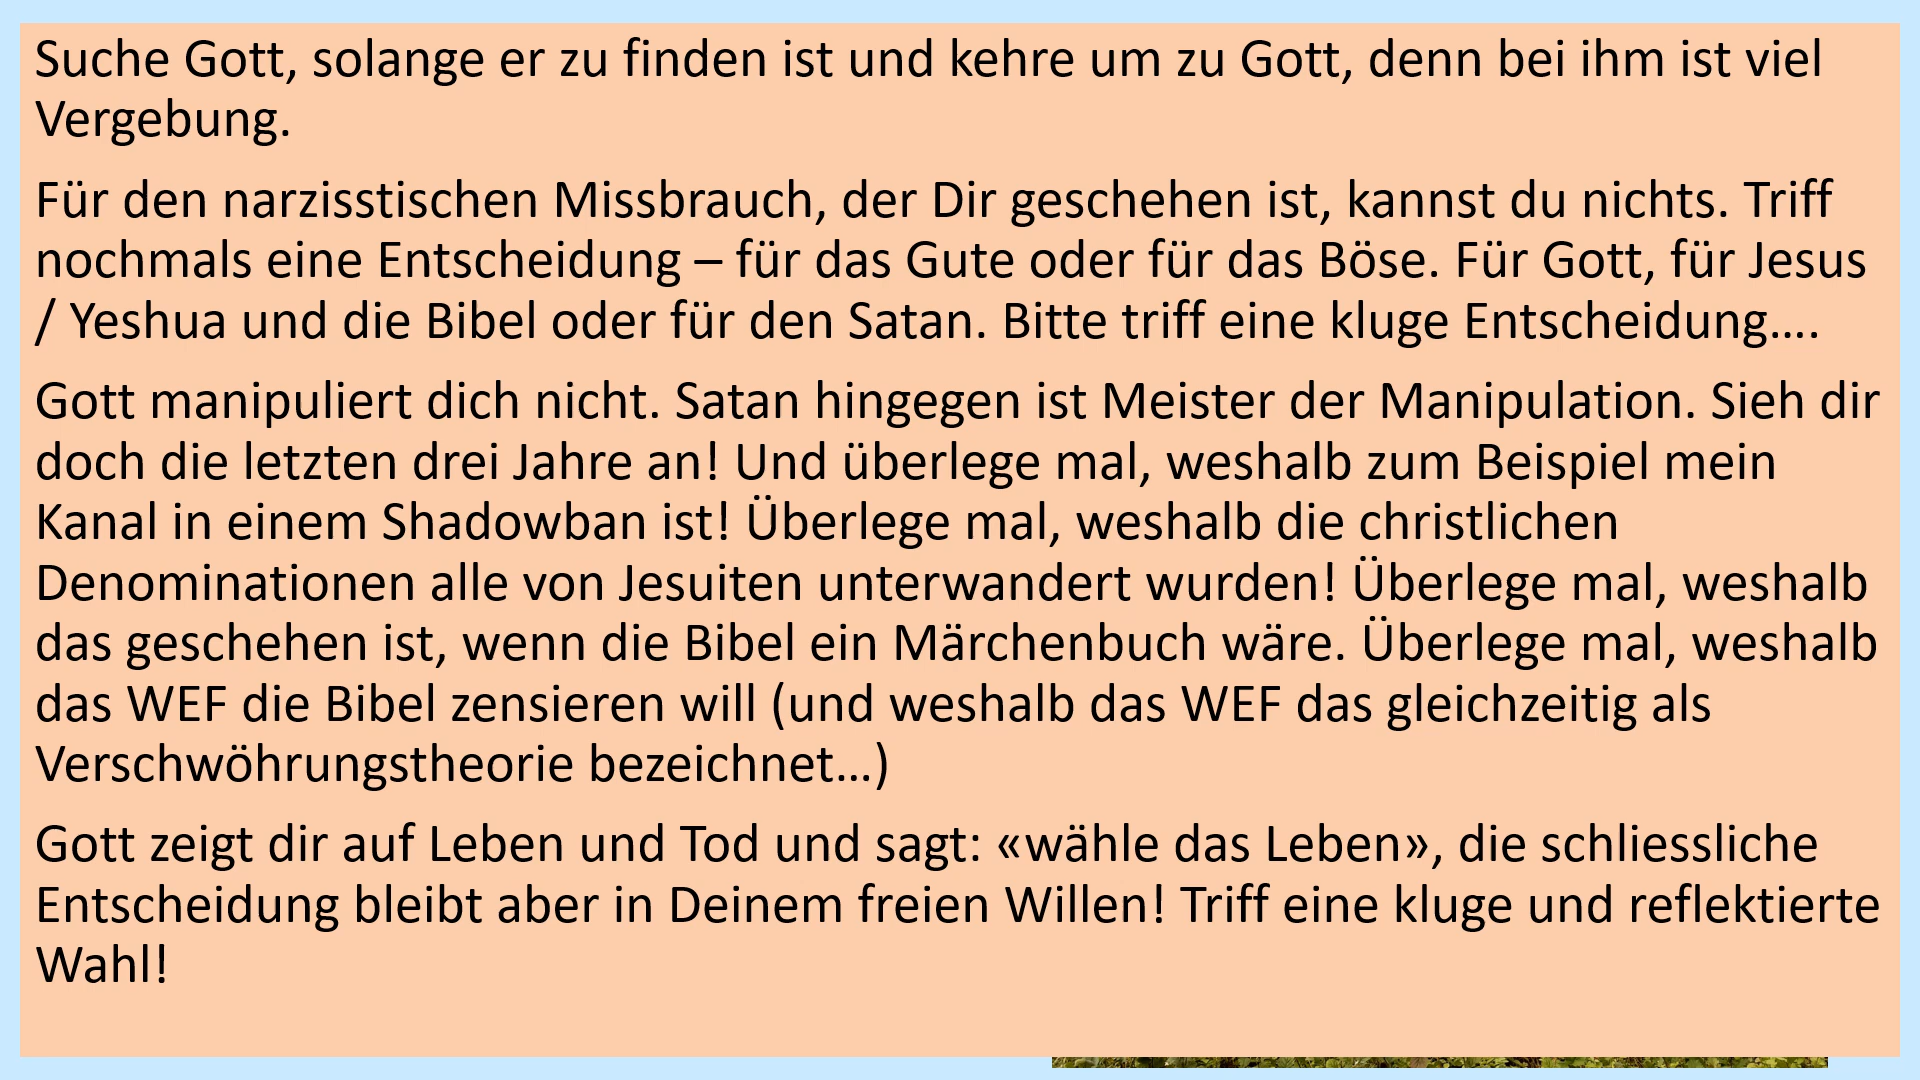 Suche Gott, solange er zu finden ist und kehre um zu Gott, denn bei ihm ist viel
Vergebung.
Für den narzisstischen Missbrauch, der Dir geschehen ist, kannst du nichts. Triff
nochmals eine Entscheidung – für das Gute oder für das Böse. Für Gott, für Jesus
/ Yeshua und die Bibel oder für den Satan. Bitte triff eine kluge Entscheidung….
Gott manipuliert dich nicht. Satan hingegen ist Meister der Manipulation. Sieh dir
doch die letzten drei Jahre an! Und überlege mal, weshalb zum Beispiel mein
Kanal in einem Shadowban ist! Überlege mal, weshalb die christlichen
Denominationen alle von Jesuiten unterwandert wurden! Überlege mal, weshalb
das geschehen ist, wenn die Bibel ein Märchenbuch wäre. Überlege mal, weshalb
das WEF die Bibel zensieren will (und weshalb das WEF das gleichzeitig als
Verschwöhrungstheorie bezeichnet…)
Gott zeigt dir auf Leben und Tod und sagt: «wähle das Leben», die schliessliche
Entscheidung bleibt aber in Deinem freien Willen! Triff eine kluge und reflektierte
Wahl!